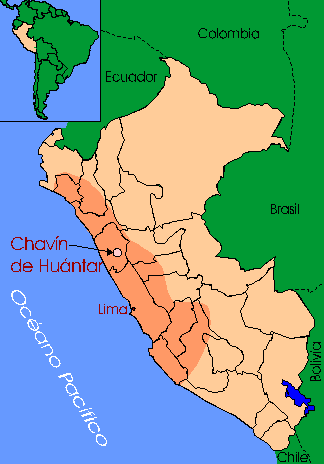 Colombia
Ecuador
Brasil
Chavín
de Huántar
Lima
Océano Pacífico
Bolivia
Chile